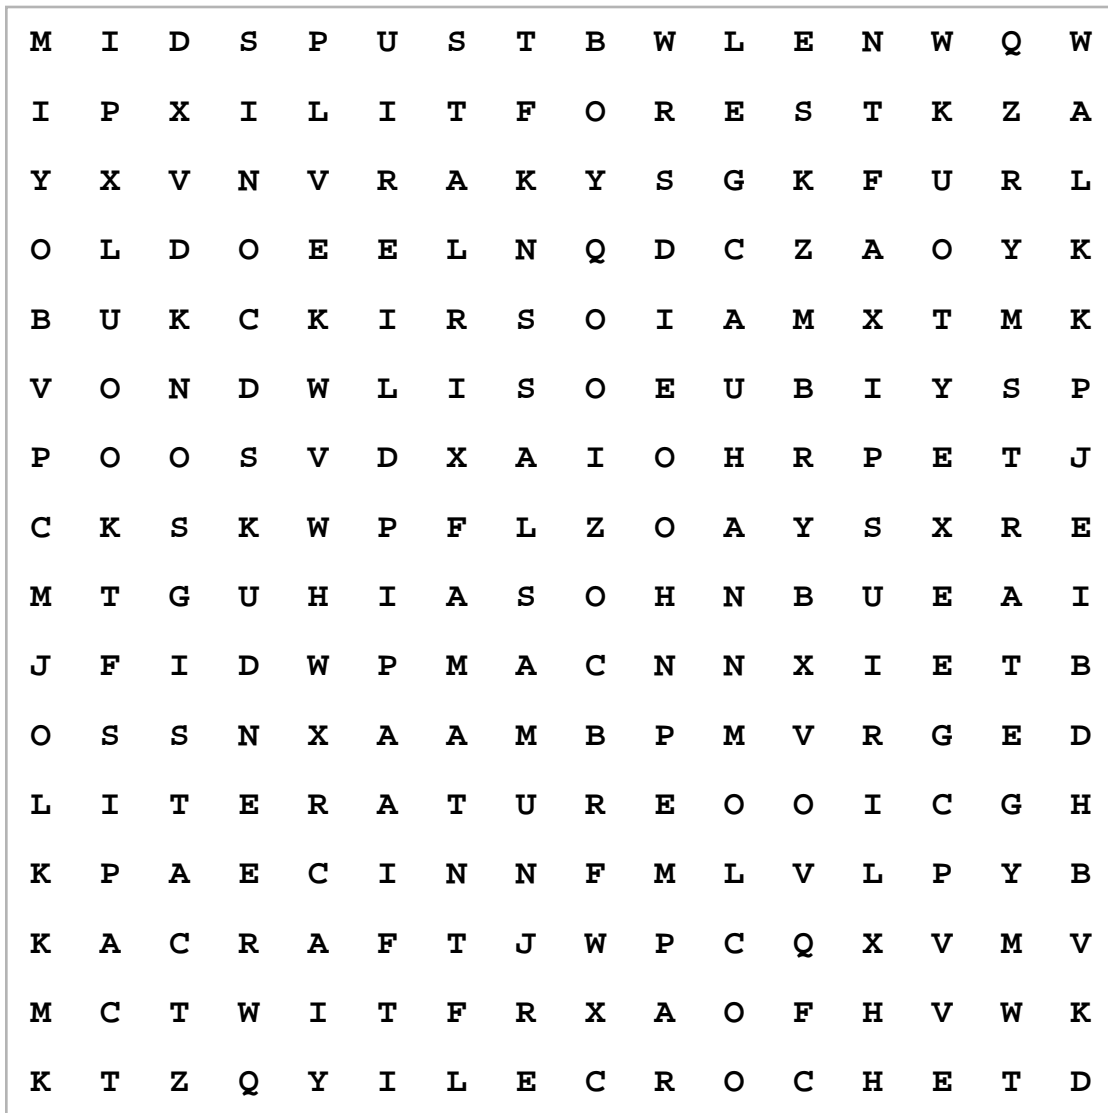 M I D S P U S T B W L E N W Q W
I P X I L I T F O R E S T K Z A
Y X V N V R A K Y S G K F U R L
O L D O E E L N Q D C Z A O Y K
B U K C K I R S O I A M X T M K
V O N D W L I S O E U B I Y S P
P O O S V D X A I O H R P E T J
C K S K W P F L Z O A Y S X R E
M T G U H I A S O H N B U E A I
J F I D W P M A C N N X I E T B
O S S N X A A M B P M V R G E D
L I T E R A T U R E O O I C G H
K P A E C I N N F M L V L P Y B
K A C R A F T J W P C Q X V M V
M C T W I T F R X A O F H V W K
K T Z Q Y I L E C R O C H E T D